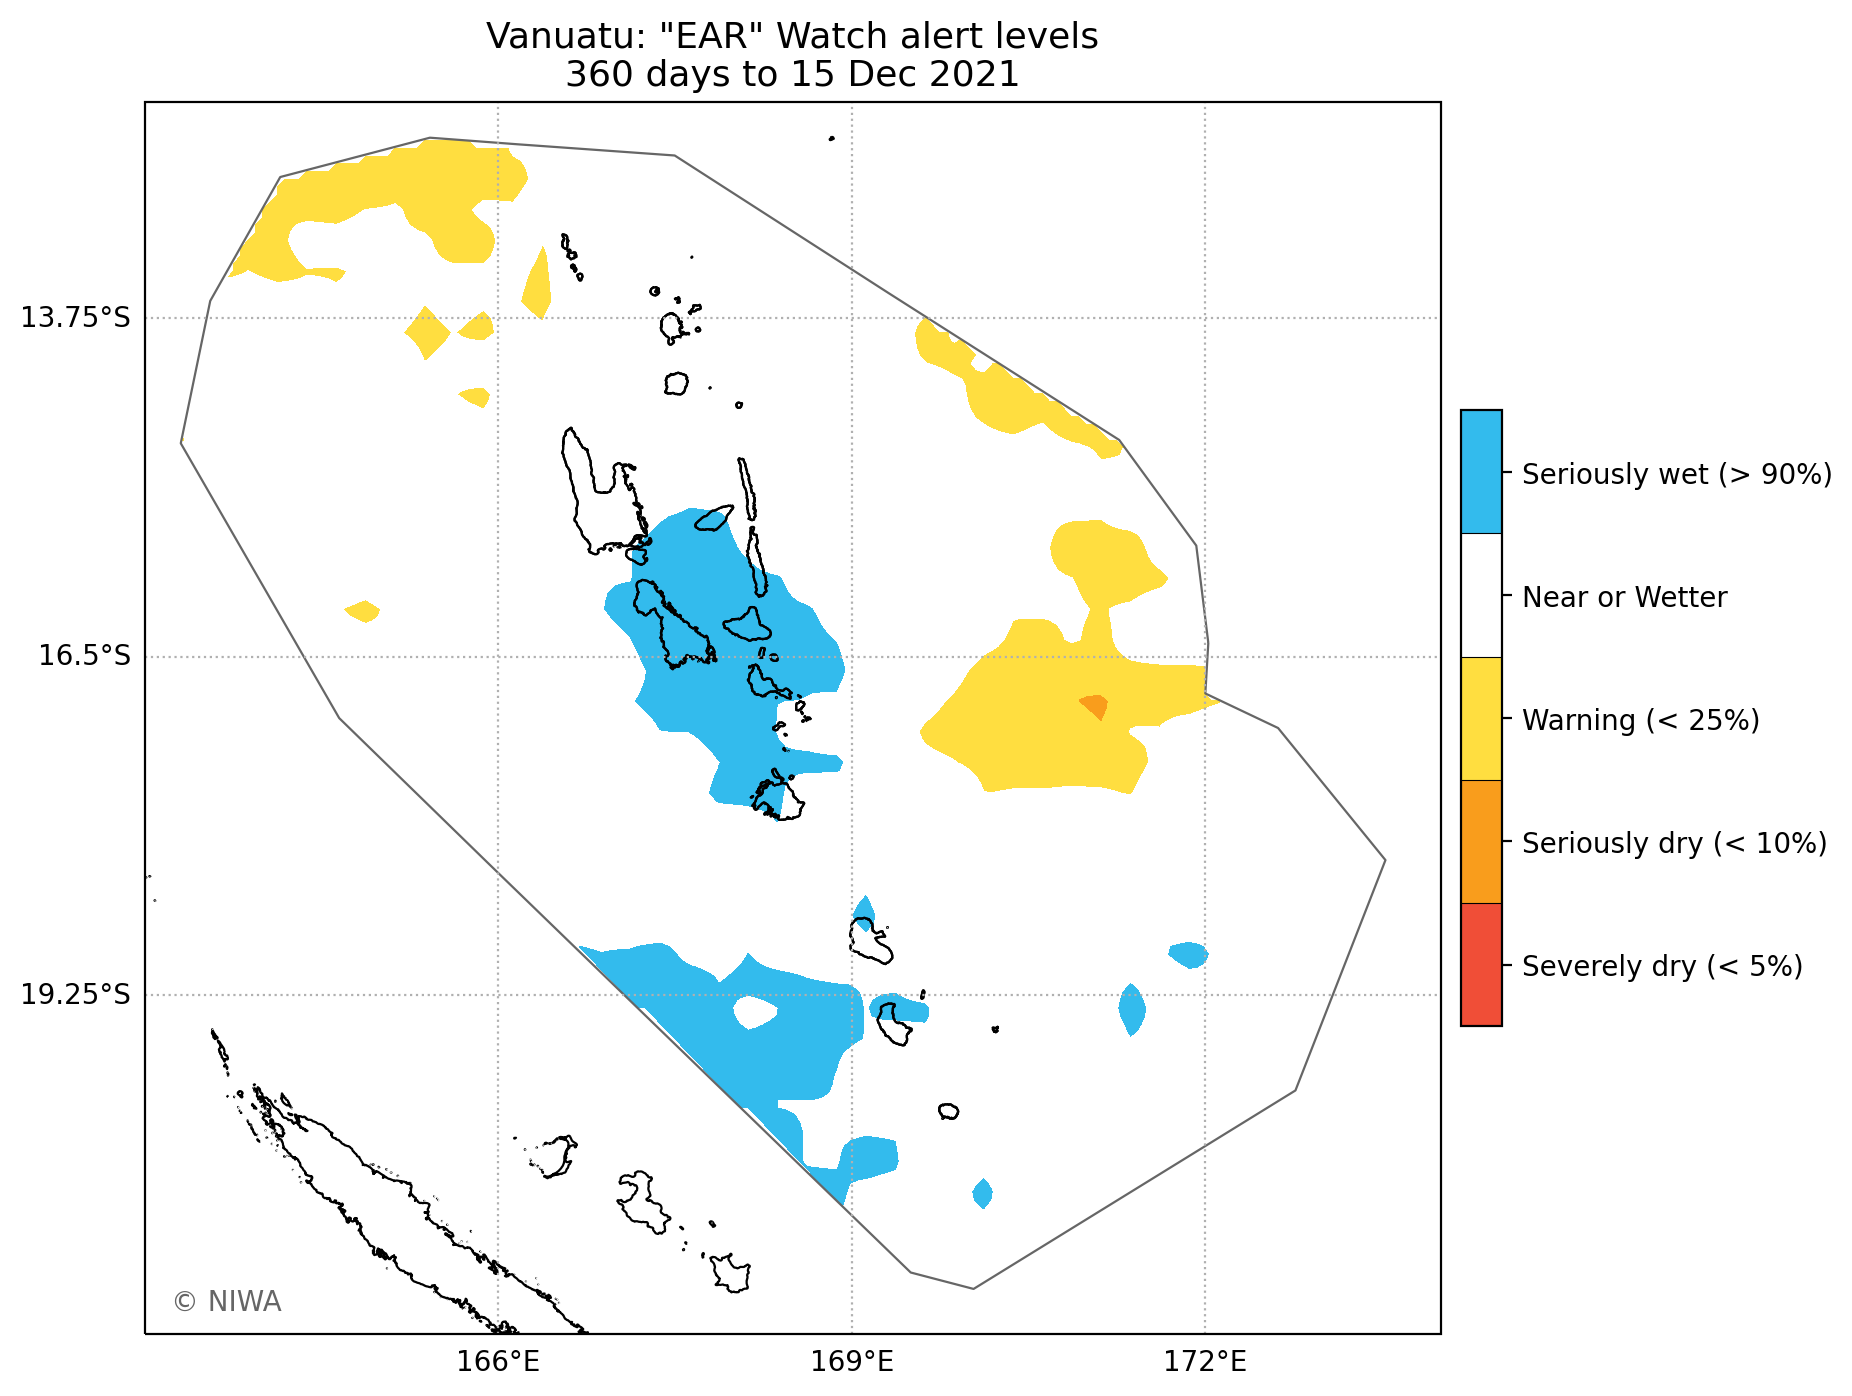 Vanuatu: "EAR" Watch alert levels
360 days to 15 Dec 2021
13.75°S
16.5°S
19.25°S
166°E
169°E
172°E
Seriously wet (> 90%)
Near or Wetter
Warning (< 25%)
Seriously dry (< 10%)
Severely dry (< 5%)
© NIWA